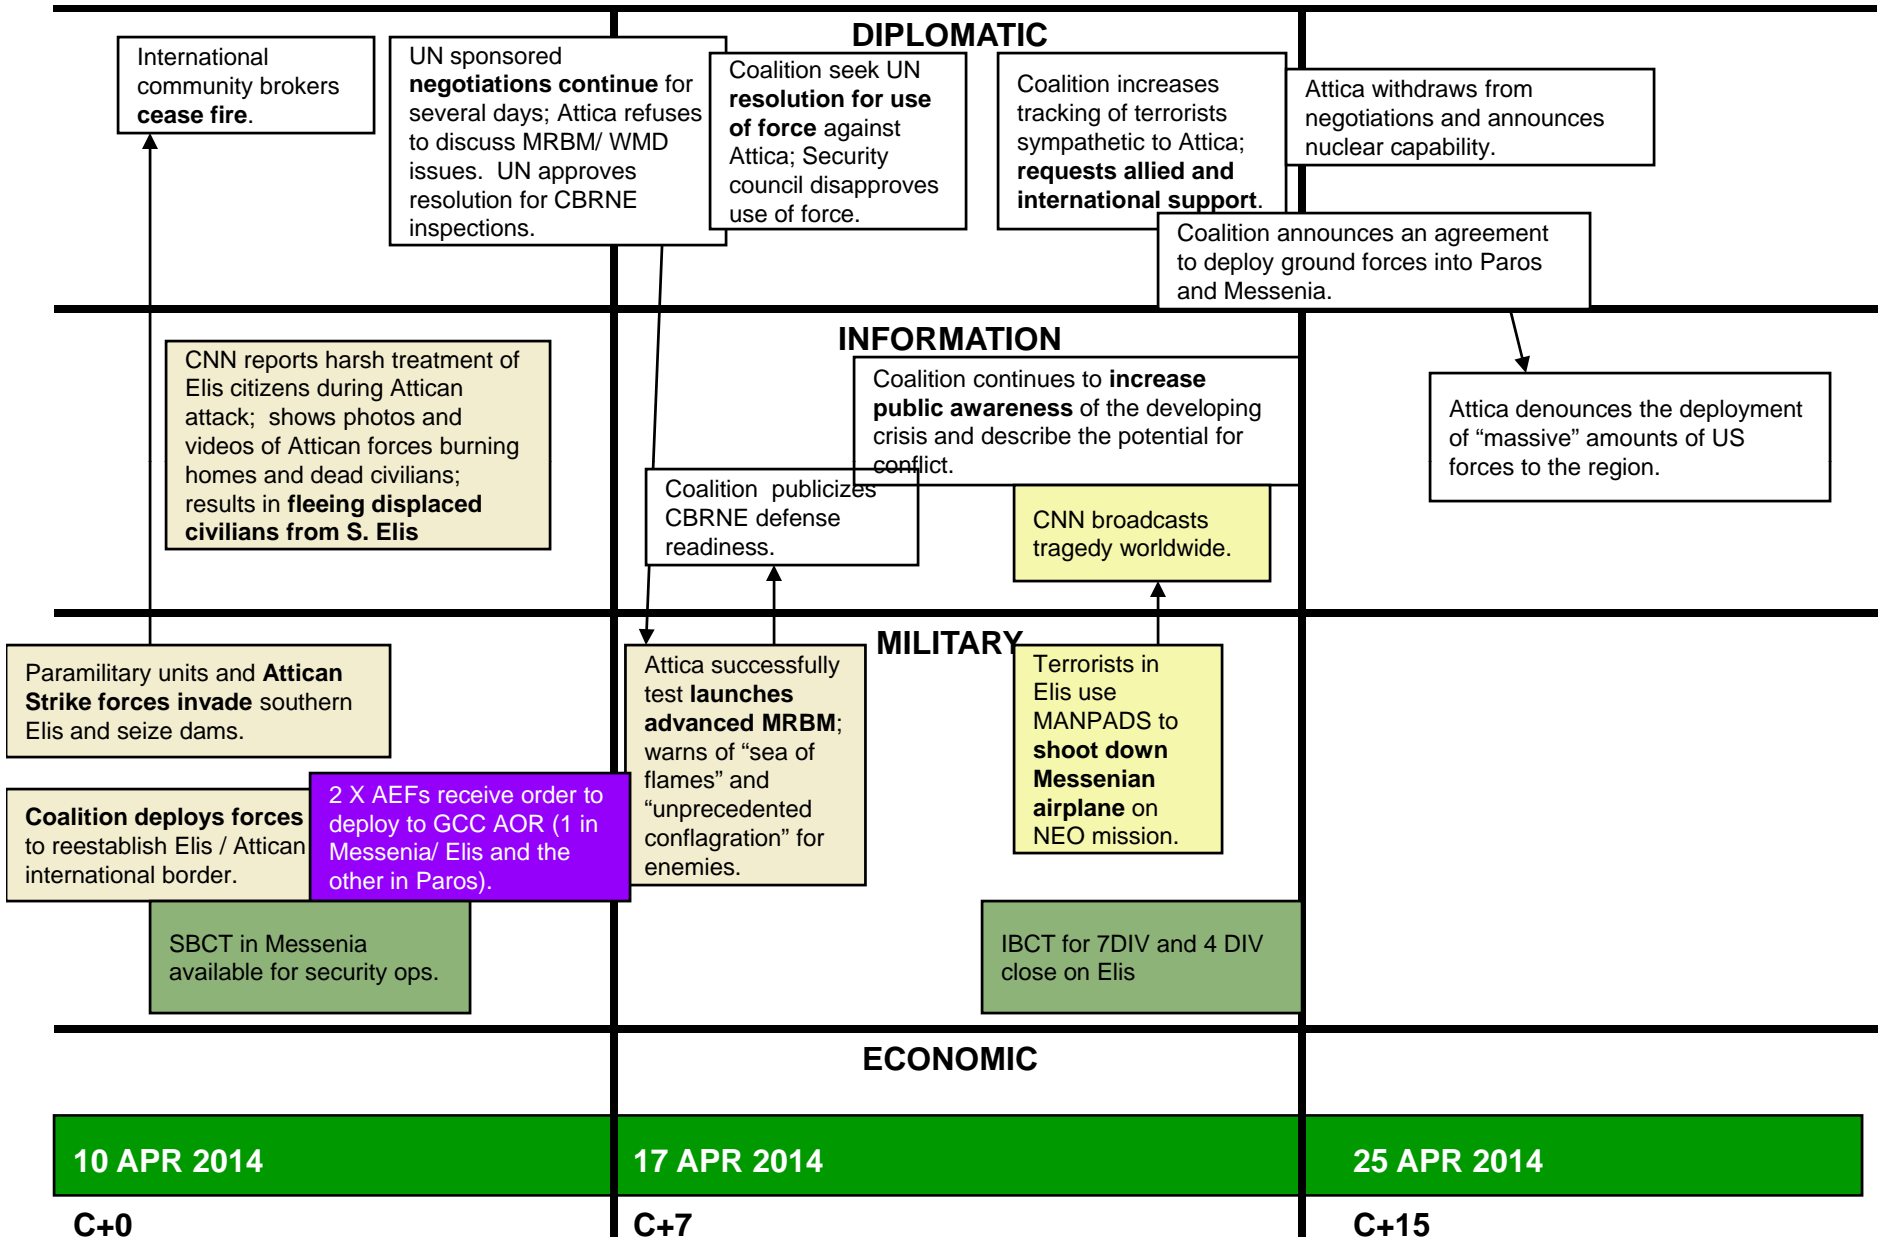 DIPLOMATIC
International
community brokers
cease fire.
UN sponsored
negotiations continue for
several days; Attica refuses
to discuss MRBM/ WMD
issues.  UN approves
resolution for CBRNE
inspections.
Coalition seek UN
resolution for use
of force against
Attica; Security
council disapproves
use of force.
Coalition increases
tracking of terrorists
sympathetic to Attica;
requests allied and
international support.
Attica withdraws from
negotiations and announces
nuclear capability.
Coalition announces an agreement
to deploy ground forces into Paros
and Messenia.
INFORMATION
CNN reports harsh treatment of
Elis citizens during Attican
attack;  shows photos and
videos of Attican forces burning
homes and dead civilians;
results in fleeing displaced
civilians from S. Elis
Coalition continues to increase
public awareness of the developing
crisis and describe the potential for
conflict.
Coalition  publicizes
CBRNE defense
readiness.
CNN broadcasts
tragedy worldwide.
Attica denounces the deployment
of “massive” amounts of US
forces to the region.
MILITARY
Paramilitary units and Attican
Strike forces invade southern
Elis and seize dams.
Coalition deploys forces
to reestablish Elis / Attican
international border.
2 X AEFs receive order to
deploy to GCC AOR (1 in
Messenia/ Elis and the
other in Paros).
SBCT in Messenia
available for security ops.
Attica successfully
test launches
advanced MRBM;
warns of “sea of
flames” and
“unprecedented
conflagration” for
enemies.
Terrorists in
Elis use
MANPADS to
shoot down
Messenian
airplane on
NEO mission.
IBCT for 7DIV and 4 DIV
close on Elis
ECONOMIC
10 APR 2014
17 APR 2014
25 APR 2014
C+0
C+7
C+15